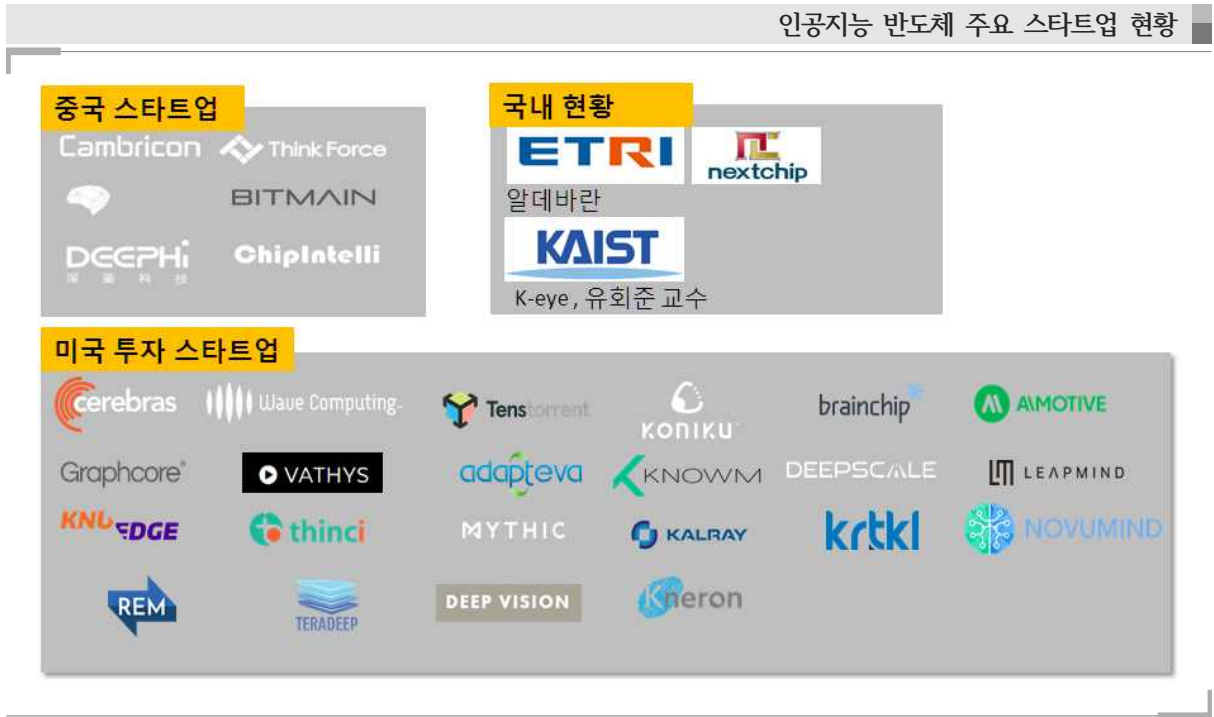 인공지능 반도체 주요 스타트업 현황
중국 스타트업
Cambricon Think Force
BITMAIN
DEEPHi ChipIntelli
深 鉴 科 技
국내 현황
ETRI nextchip
알데바란
KAIST
K-eye , 유회준 교수
미국 투자 스타트업
cerebras Wave Computing Tenstorrent KONIKU brainchip AIMOTIVE
Graphcore VATHYS adapteva KNOWM DEEPSCALE LEAPMIND
KNUEDGE thinci MYTHIC KALRAY krtkl NOVUMIND
REM TERADEEP DEEP VISION Kneron